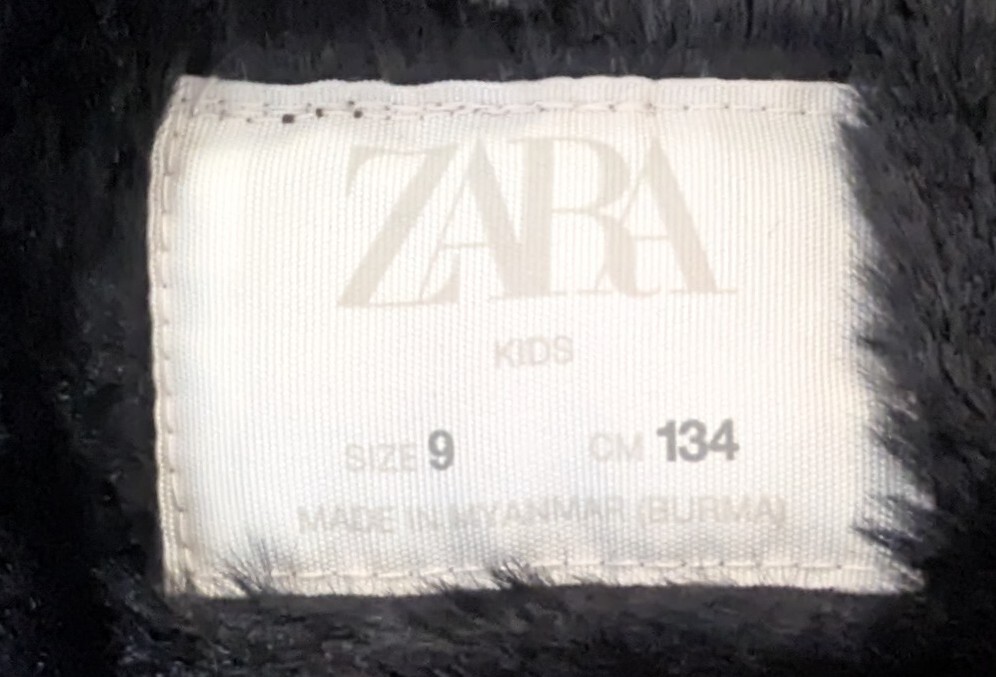 ZARA
KIDS
SIZE 9 CM 134
MADE IN MYANMAR (BURMA)